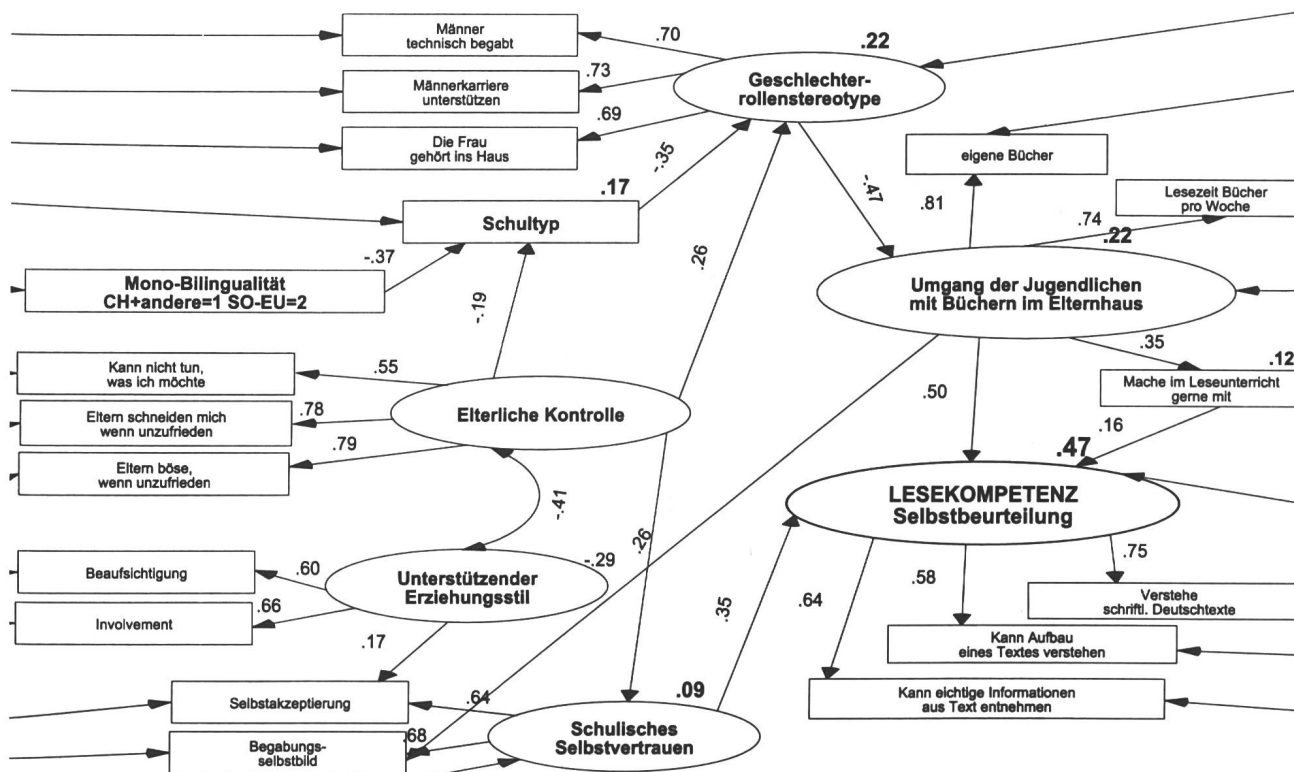 Männer
technisch begabt
.70
.22
.73
Geschlechter-
rollenstereotype
Männerkarriere
unterstützen
.69
Die Frau
gehört ins Haus
eigene Bücher
-.35
-.47
.17
.81
Lesezeit Bücher
pro Woche
.74
.22
Schultyp
-.37
.26
Mono-Bilingualität
CH+andere=1 SO-EU=2
-.19
Umgang der Jugendlichen
mit Büchern im Elternhaus
.35
.12
Kann nicht tun,
was ich möchte
.55
Mache im Leseunterricht
gerne mit
.50
Eltern schneiden mich
wenn unzufrieden
.78
Elterliche Kontrolle
.16
.79
.47
Eltern böse,
wenn unzufrieden
LESEKOMPETENZ
Selbstbeurteilung
-.41
.26
-.29
.75
Beaufsichtigung
.60
Unterstützender
Erziehungsstil
.58
.64
Verstehe
schriftl. Deutschtexte
Involvement
.66
.35
.17
Kann Aufbau
eines Textes verstehen
Selbstakzeptierung
.64
.09
Kann eichtige Informationen
aus Text entnehmen
Schulisches
Selbstvertrauen
.68
Begabungs-
selbstbild